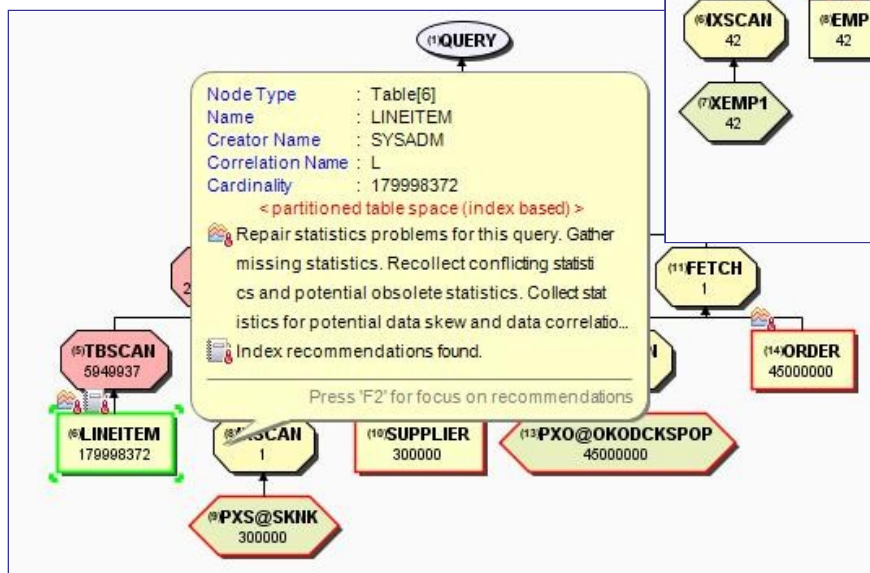 (6)IXSCAN
42
(8)EMP
42
(7)XEMP1
42
(1)QUERY
Node Type : Table[6]
Name : LINEITEM
Creator Name : SYSADM
Correlation Name : L
Cardinality : 179998372
< partitioned table space (index based) >
Repair statistics problems for this query. Gather
missing statistics. Recollect conflicting statisti
cs and potential obsolete statistics. Collect stat
istics for potential data skew and data correlatio...
Index recommendations found.
Press 'F2' for focus on recommendations
2
(11)FETCH
1
(5)TBSCAN
5949937
N
(14)ORDER
45000000
(6)LINEITEM
179998372
SCAN
1
(10)SUPPLIER
300000
(13)PXO@OKODCKSPOP
45000000
(9)PXS@SKNK
300000